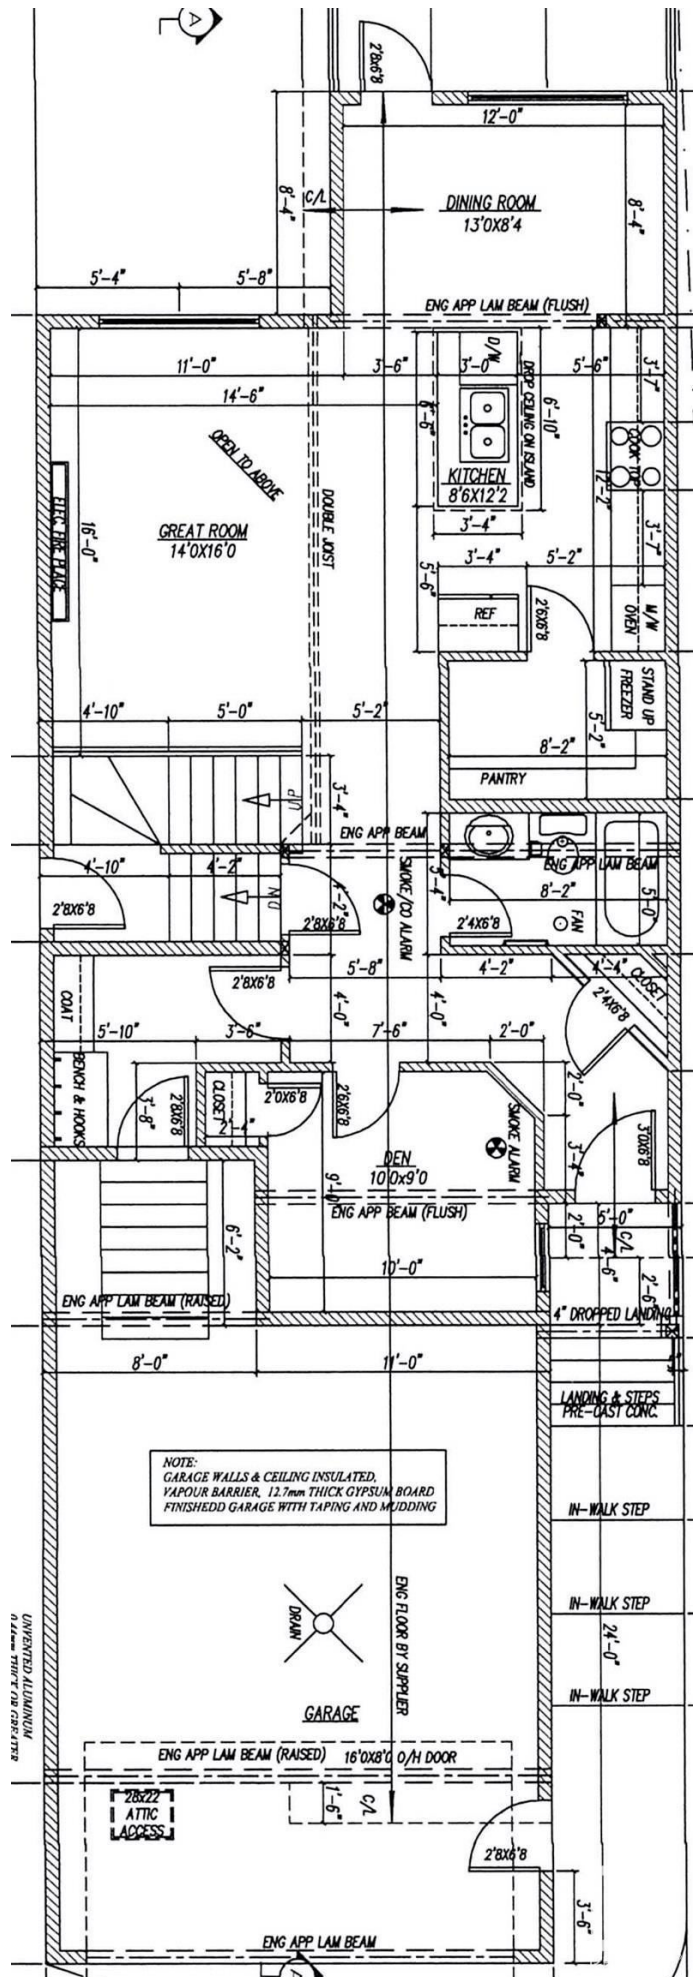 A
2'8x6'8
12'-0"
8'-4"
C/L
DINING ROOM
13'0X8'4
8'-4"
5'-4"
5'-8"
ENG APP LAM BEAM (FLUSH)
11'-0"
3'-6"
3'-0"
D/W
5'-6"
3'-7"
14'-6"
DROP CEILING ON ISLAND
6'-6"
6'-10"
OPEN TO ABOVE
COOK TOP
12'-2"
KITCHEN
8'6X12'2
DOUBLE JOIST
ELEC. FIRE PLACE
16'-0"
GREAT ROOM
14'0X16'0
3'-4"
3'-7"
3'-4"
5'-2"
5'-6"
REF
2'6X6'8
M/W
OVEN
STAND UP
FREEZER
4'-10"
5'-0"
5'-2"
5'-2"
8'-2"
PANTRY
UP
3'-4"
ENG APP BEAM
ENG APP LAM BEAM
4'-10"
4'-2"
SMOKE/CO ALARM
5'-4"
8'-2"
5'-0"
2'8X6'8
DN
4'-2"
2'8X6'8
2'4X6'8
FAN
5'-8"
4'-2"
4'-4"
CLOSET
2'8X6'8
COAT
4'-0"
4'-0"
2'4X6'8
5'-10"
3'-6"
7'-6"
2'-0"
BENCH & HOOKS
3'-8"
2'8X6'8
CLOSET
2'-4"
2'0X6'8
2'6X6'8
2'-0"
SMOKE ALARM
3'-4"
3'0X6'8
DEN
10'0x9'0
9'-0"
ENG APP BEAM (FLUSH)
6'-2"
2'-0"
5'-0"
C/L
4'-6"
10'-0"
2'-6"
ENG APP LAM BEAM (RAISED)
4" DROPPED LANDING
8'-0"
11'-0"
LANDING & STEPS
PRE-CAST CONC.
NOTE:
GARAGE WALLS & CEILING INSULATED,
VAPOUR BARRIER, 12.7mm THICK GYPSUM BOARD
FINISHEDD GARAGE WITH TAPING AND MUDDING
IN-WALK STEP
IN-WALK STEP
ENG FLOOR BY SUPPLIER
DRAIN
24'-0"
UNVENTED ALUMINUM
IN-WALK STEP
GARAGE
ENG APP LAM BEAM (RAISED)
16'0X8'0 O/H DOOR
28x22
ATTIC
ACCESS
1'-6"
C/L
2'8X6'8
3'-6"
ENG APP LAM BEAM
A